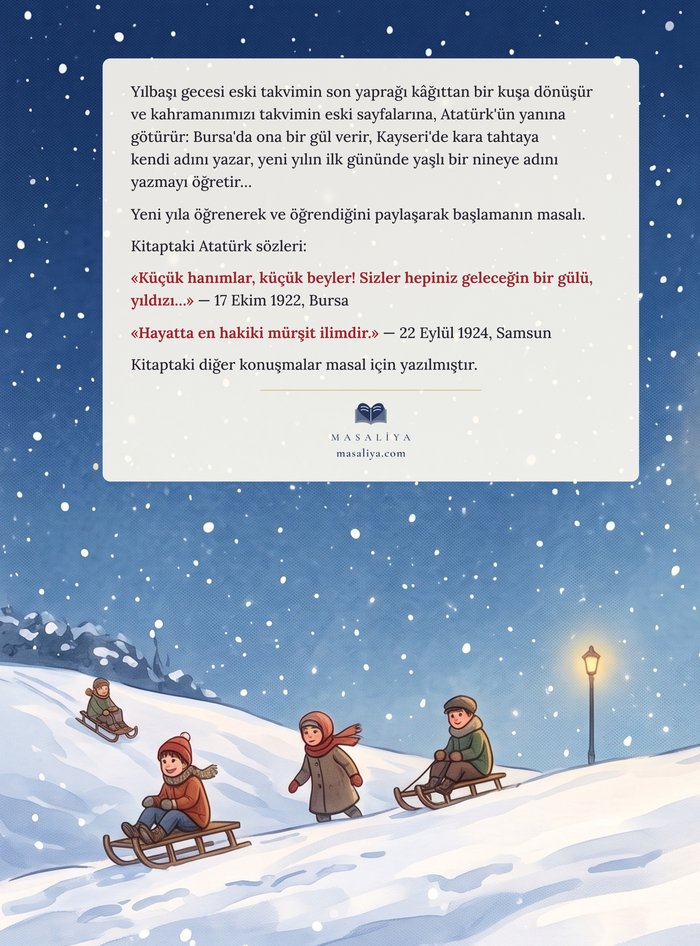 Yılbaşı gecesi eski takvimin son yaprağı kâğıttan bir kuşa dönüşür
ve kahramanımızı takvimin eski sayfalarına, Atatürk'ün yanına
götürür: Bursa'da ona bir gül verir, Kayseri'de kara tahtaya
kendi adını yazar, yeni yılın ilk gününde yaşlı bir nineye adını
yazmayı öğretir...
Yeni yıla öğrenerek ve öğrendiğini paylaşarak başlamanın masalı.
Kitaptaki Atatürk sözleri:
«Küçük hanımlar, küçük beyler! Sizler hepiniz geleceğin bir gülü,
yıldızı...» — 17 Ekim 1922, Bursa
«Hayatta en hakiki mürşit ilimdir.» — 22 Eylül 1924, Samsun
Kitaptaki diğer konuşmalar masal için yazılmıştır.
MASALİYA
masaliya.com